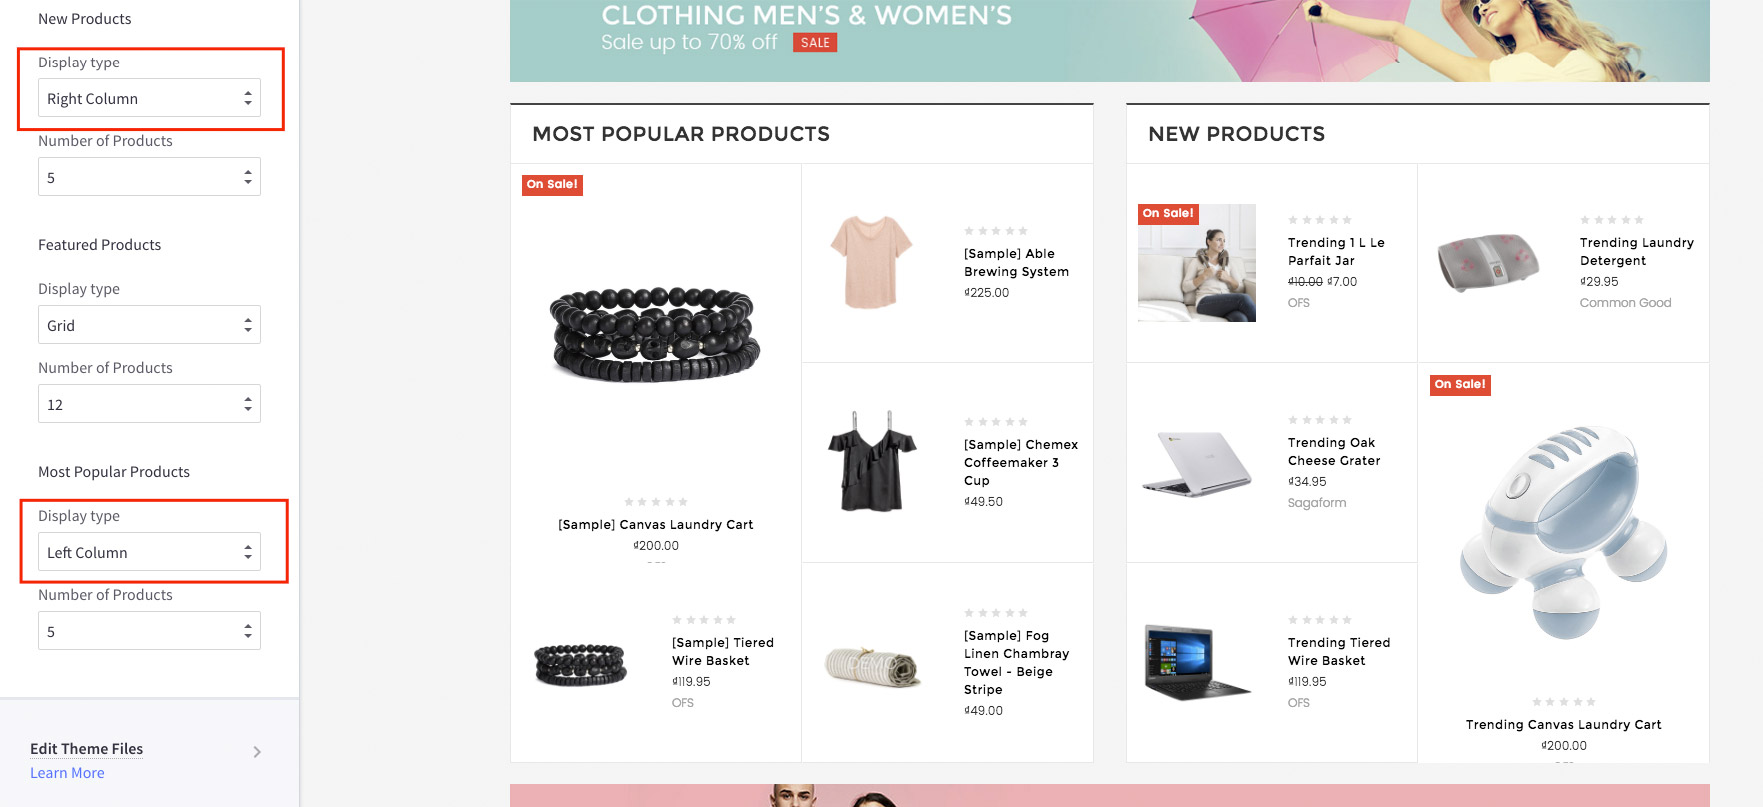 New Products
Display type
Right Column
Number of Products
5
Featured Products
Display type
Grid
Number of Products
12
Most Popular Products
Display type
Left Column
Number of Products
5
Edit Theme Files
Learn More
CLOTHING MEN'S & WOMEN'S
Sale up to 70% off SALE
MOST POPULAR PRODUCTS
On Sale!
[Sample] Canvas Laundry Cart
₫200.00
[Sample] Tiered
Wire Basket
₫119.95
OFS
[Sample] Able
Brewing System
₫225.00
[Sample] Chemex
Coffeemaker 3
Cup
₫49.50
DEMO
[Sample] Fog
Linen Chambray
Towel - Beige
Stripe
₫49.00
NEW PRODUCTS
On Sale!
Trending 1 L Le
Parfait Jar
₫10.00 ₫7.00
OFS
Trending Laundry
Detergent
₫29.95
Common Good
Trending Oak
Cheese Grater
₫34.95
Sagaform
Trending Tiered
Wire Basket
₫119.95
OFS
On Sale!
Trending Canvas Laundry Cart
₫200.00